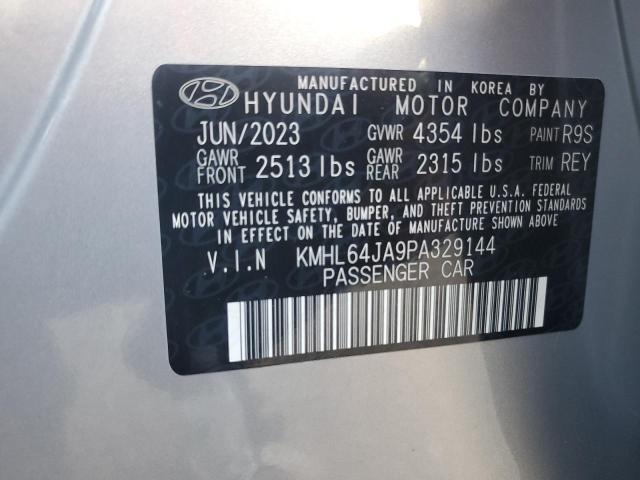 MANUFACTURED IN KOREA BY
HYUNDAI MOTOR COMPANY
JUN/2023 GVWR 4354 lbs PAINT R9S
GAWR FRONT 2513 lbs GAWR REAR 2315 lbs TRIM REY
THIS VEHICLE CONFORMS TO ALL APPLICABLE U.S.A. FEDERAL
MOTOR VEHICLE SAFETY, BUMPER, AND THEFT PREVENTION STANDARDS
IN EFFECT ON THE DATE OF MANUFACTURE SHOWN ABOVE.
V.I.N KMHL64JA9PA329144
PASSENGER CAR